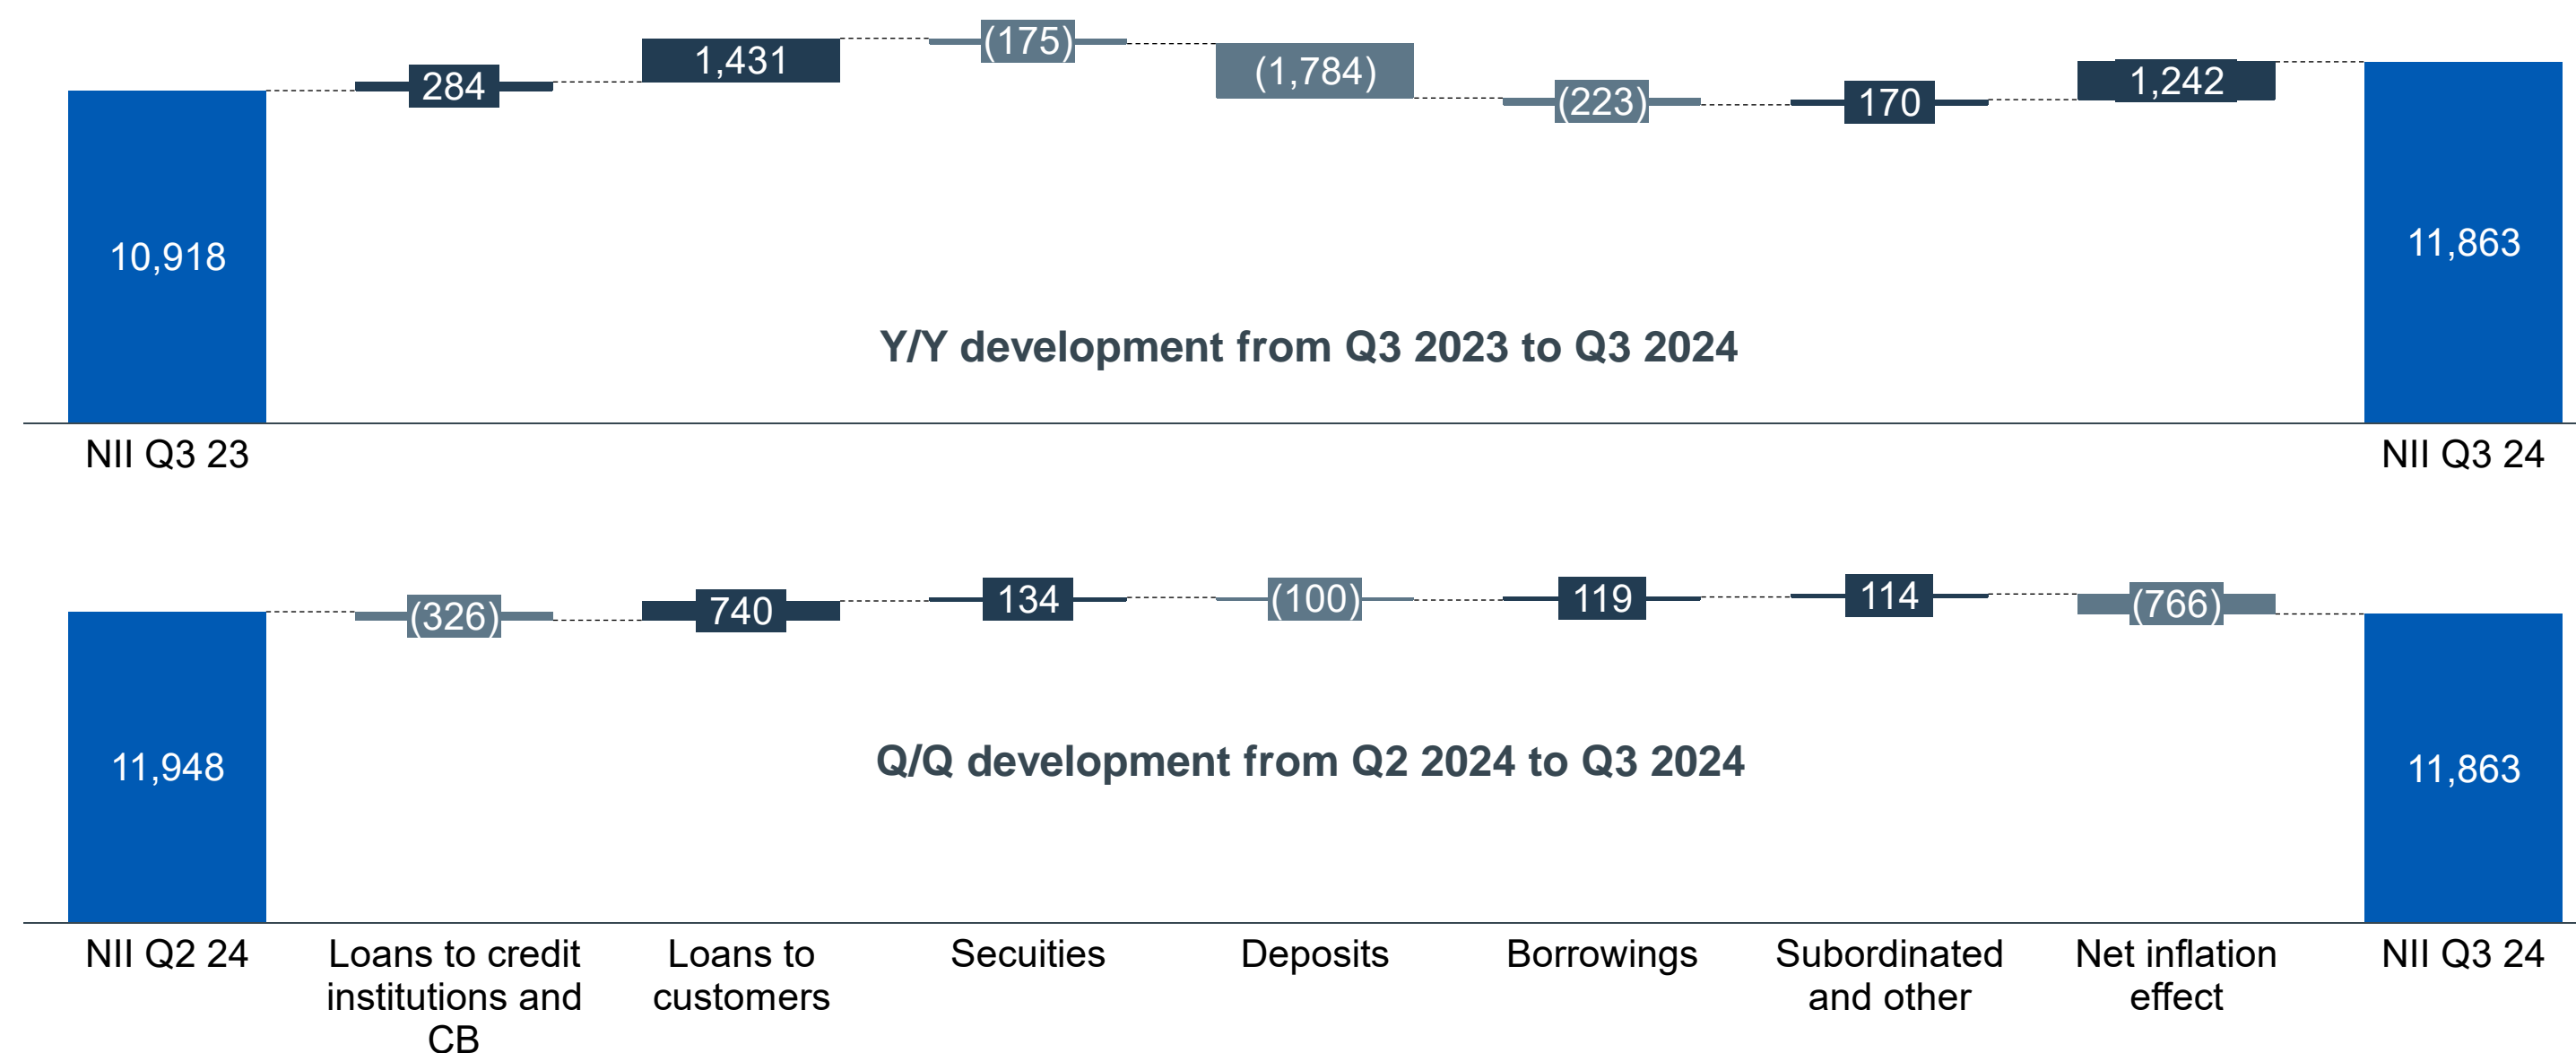 (175)
1,431
284
(1,784)
(223)
170
1,242
10,918
11,863
Y/Y development from Q3 2023 to Q3 2024
NII Q3 23
NII Q3 24
(326)
740
134
(100)
119
114
(766)
11,948
11,863
Q/Q development from Q2 2024 to Q3 2024
NII Q2 24
Loans to credit
institutions and
CB
Loans to
customers
Secuities
Deposits
Borrowings
Subordinated
and other
Net inflation
effect
NII Q3 24